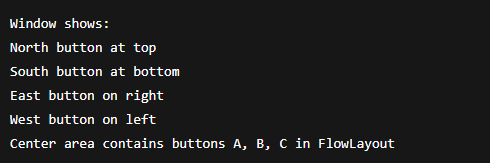 Window shows:
North button at top
South button at bottom
East button on right
West button on left
Center area contains buttons A, B, C in FlowLayout